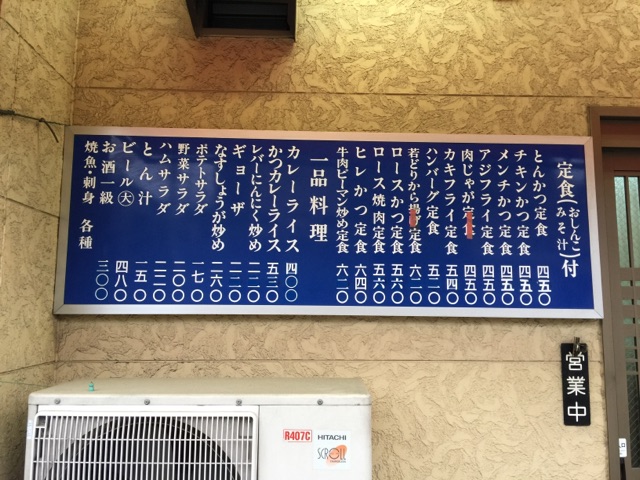 定食(おしんこ みそ汁)付
とんかつ定食 四五〇
チキンかつ定食 四五〇
メンチかつ定食 四五〇
アジフライ定食 四五〇
肉じゃが定食 四五〇
カキフライ定食 五四〇
ハンバーグ定食 五二〇
若どりから揚定食 六二〇
ロースかつ定食 五六〇
ロース焼肉定食 五六〇
ヒレかつ定食 六四〇
牛肉ピーマン炒め定食 六二〇
一品料理
カレーライス 四〇〇
かつカレーライス 五三〇
レバーにんにく炒め 二二〇
ギョーザ 二二〇
なすしょうが炒め 二六〇
ポテトサラダ 一七〇
野菜サラダ 二〇〇
ハムサラダ 二二〇
とん汁 一五〇
ビール大 四八〇
お酒一級 三〇〇
焼魚・刺身 各種
営業中
R407C
HITACHI
SCROLL